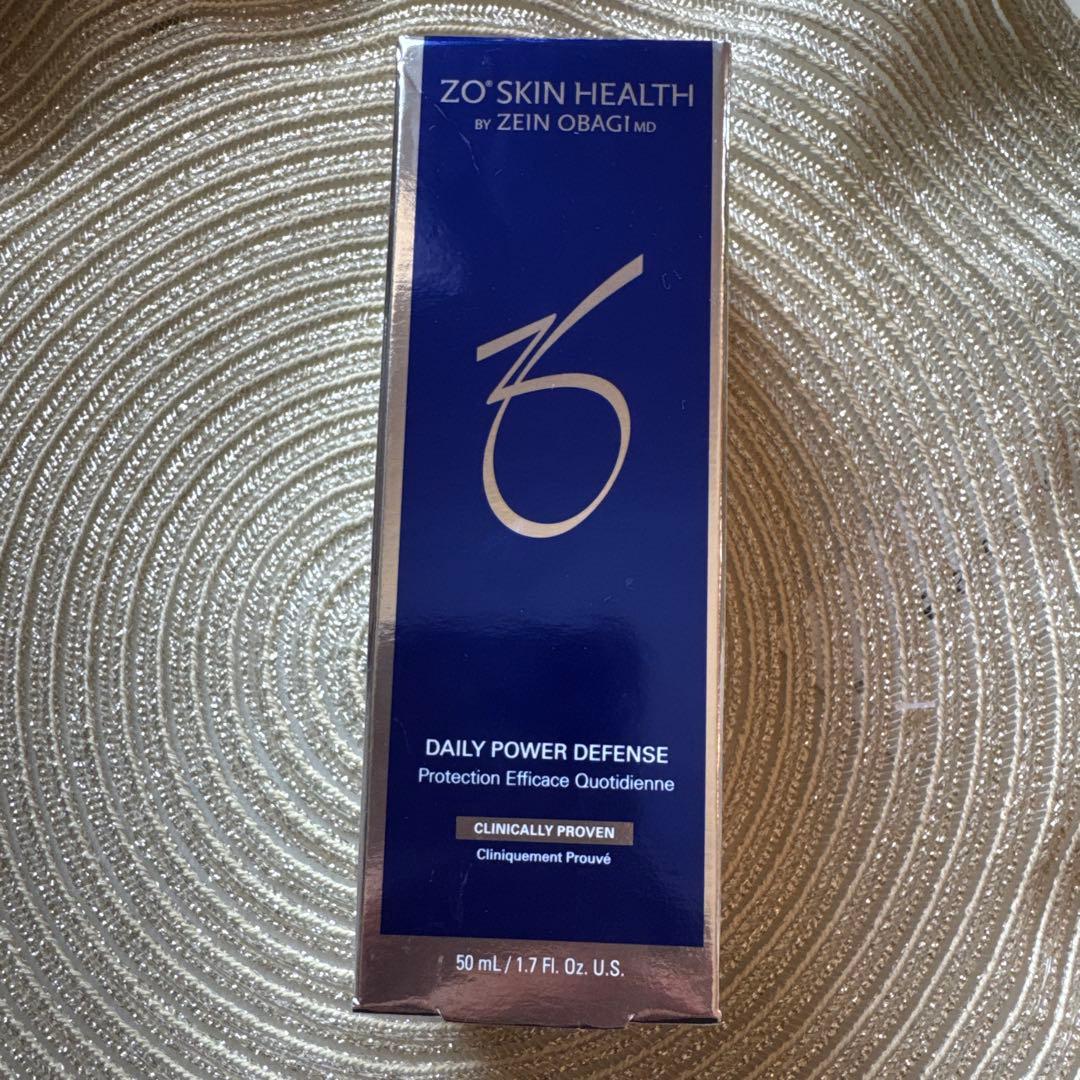 ZO® SKIN HEALTH
BY ZEIN OBAGI MD
ZO
DAILY POWER DEFENSE
Protection Efficace Quotidienne
CLINICALLY PROVEN
Cliniquement Prouvé
50 mL / 1.7 Fl. Oz. U.S.